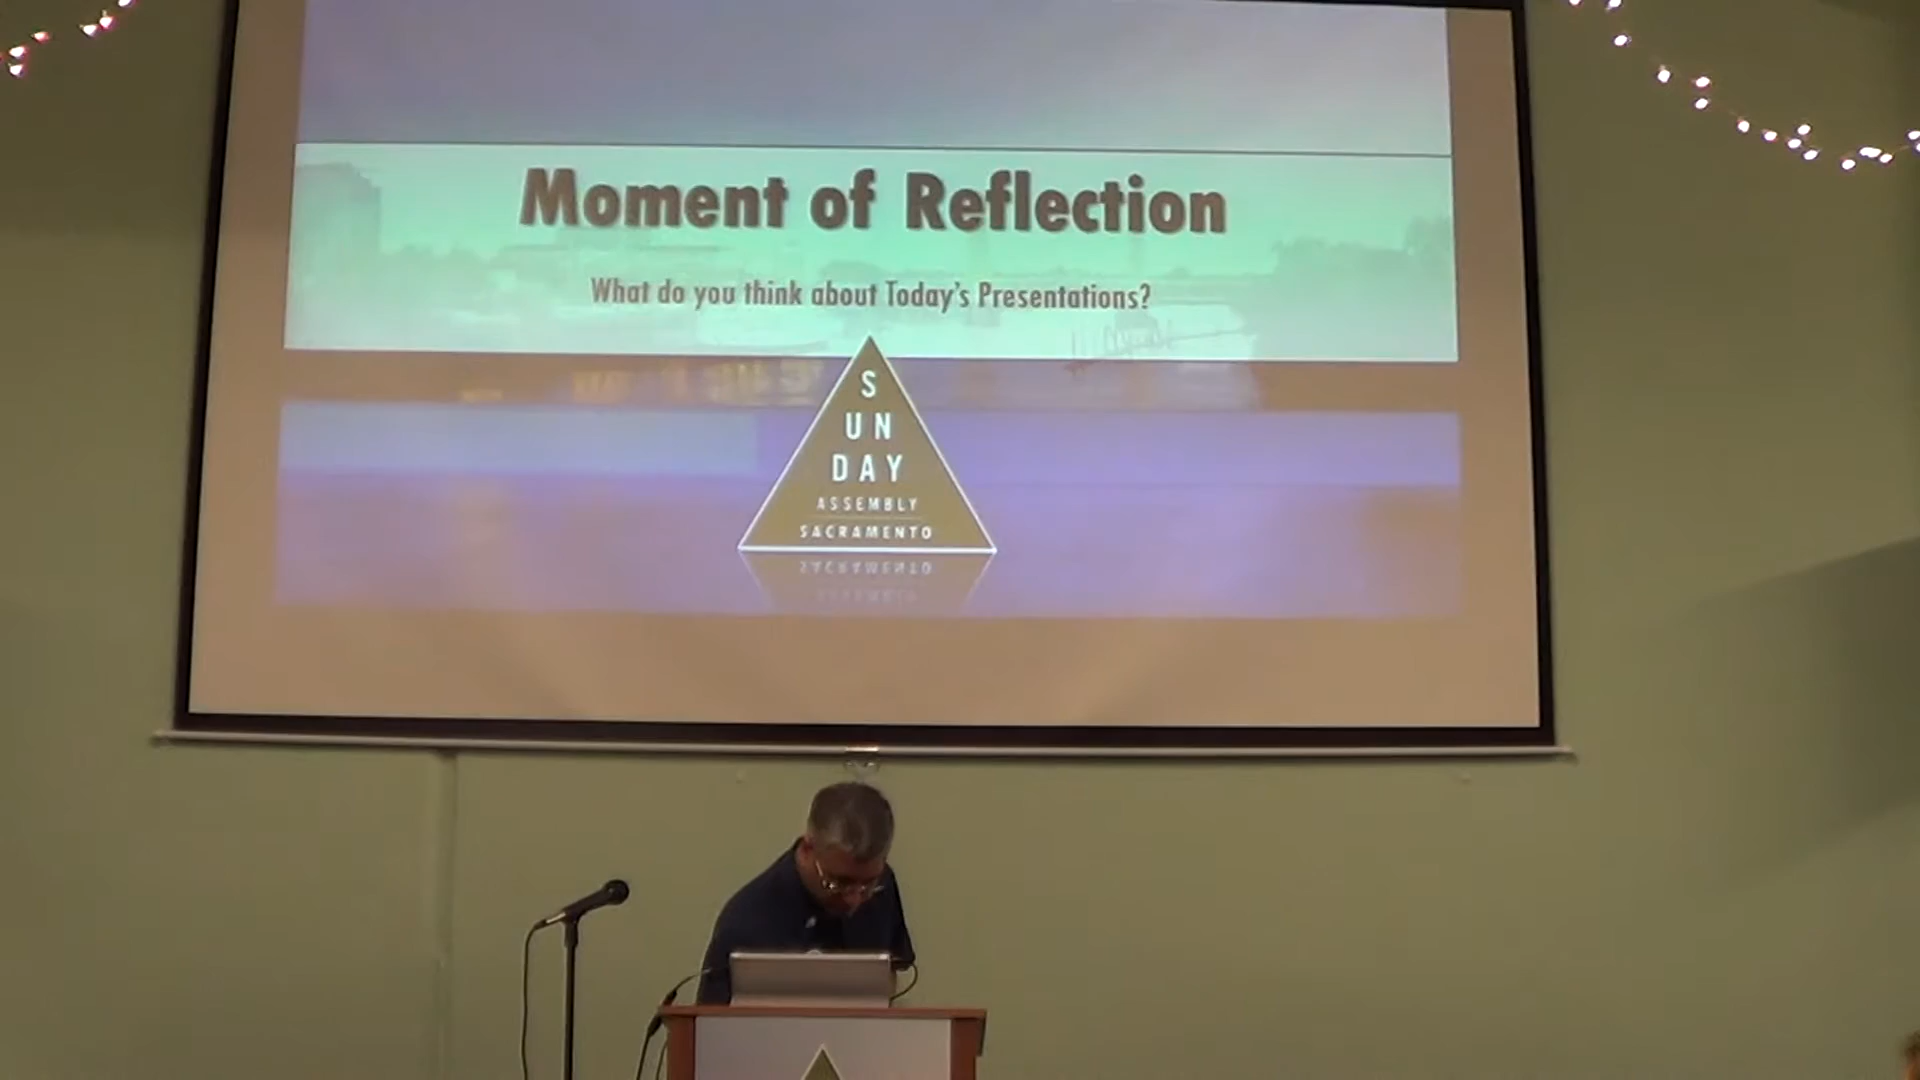 Moment of Reflection
What do you think about Today's Presentations?
S
UN
DAY
ASSEMBLY
SACRAMENTO